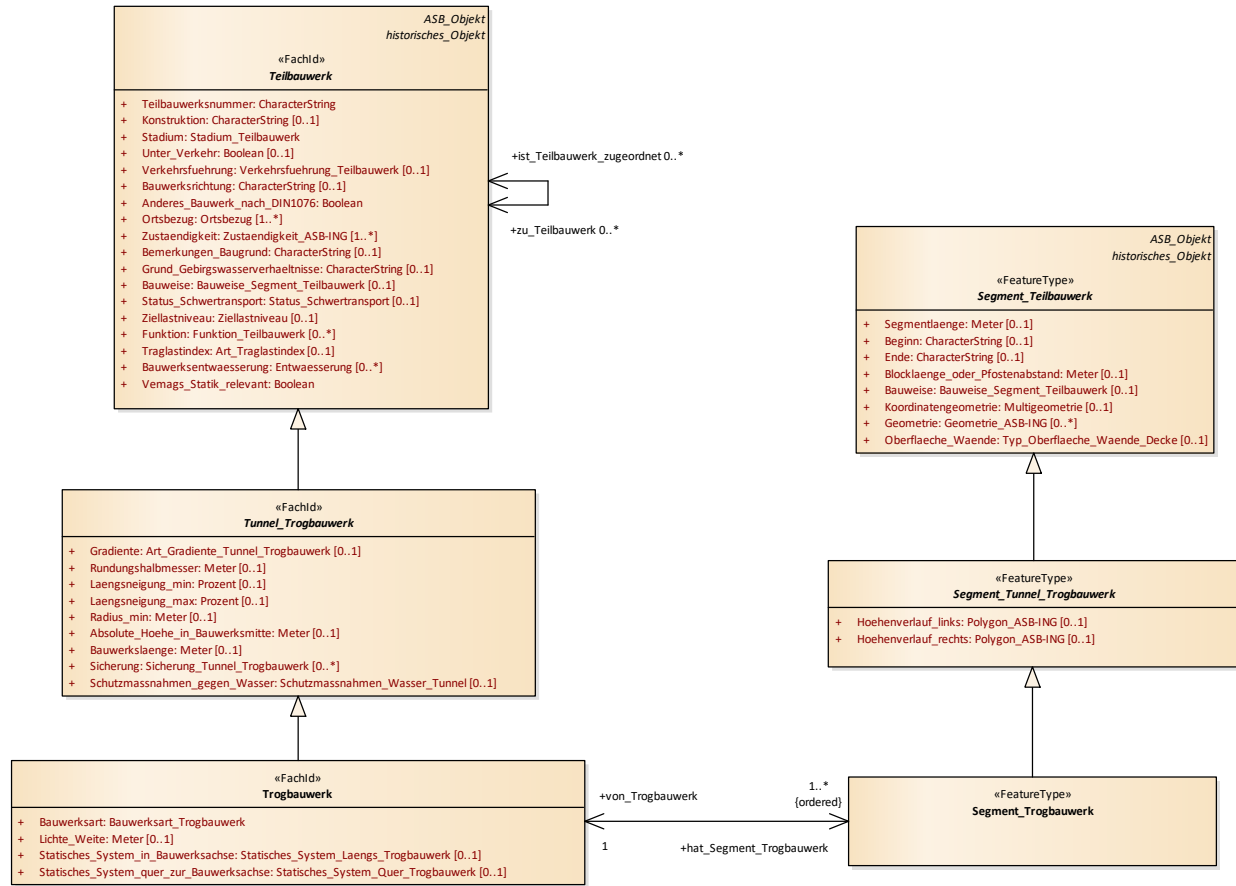 ASB_Objekt
historisches_Objekt
«FachId»
Teilbauwerk
+ Teilbauwerksnummer: CharacterString
+ Konstruktion: CharacterString [0..1]
+ Stadium: Stadium_Teilbauwerk
+ Unter_Verkehr: Boolean [0..1]
+ Verkehrsfuehrung: Verkehrsfuehrung_Teilbauwerk [0..1]
+ Bauwerksrichtung: CharacterString [0..1]
+ Anderes_Bauwerk_nach_DIN1076: Boolean
+ Ortsbezug: Ortsbezug [1..*]
+ Zustaendigkeit: Zustaendigkeit_ASB-ING [1..*]
+ Bemerkungen_Baugrund: CharacterString [0..1]
+ Grund_Gebirgswasserverhaeltnisse: CharacterString [0..1]
+ Bauweise: Bauweise_Segment_Teilbauwerk [0..1]
+ Status_Schwertransport: Status_Schwertransport [0..1]
+ Ziellastniveau: Ziellastniveau [0..1]
+ Funktion: Funktion_Teilbauwerk [0..*]
+ Traglastindex: Art_Traglastindex [0..1]
+ Bauwerksentwaesserung: Entwaesserung [0..*]
+ Vemags_Statik_relevant: Boolean
+ist_Teilbauwerk_zugeordnet 0..*
+zu_Teilbauwerk 0..*
ASB_Objekt
historisches_Objekt
«FeatureType»
Segment_Teilbauwerk
+ Segmentlaenge: Meter [0..1]
+ Beginn: CharacterString [0..1]
+ Ende: CharacterString [0..1]
+ Blocklaenge_oder_Pfostenabstand: Meter [0..1]
+ Bauweise: Bauweise_Segment_Teilbauwerk [0..1]
+ Koordinatengeometrie: Multigeometrie [0..1]
+ Geometrie: Geometrie_ASB-ING [0..*]
+ Oberflaeche_Waende: Typ_Oberflaeche_Waende_Decke [0..1]
«FachId»
Tunnel_Trogbauwerk
+ Gradiente: Art_Gradiente_Tunnel_Trogbauwerk [0..1]
+ Rundungshalbmesser: Meter [0..1]
+ Laengsneigung_min: Prozent [0..1]
+ Laengsneigung_max: Prozent [0..1]
+ Radius_min: Meter [0..1]
+ Absolute_Hoehe_in_Bauwerksmitte: Meter [0..1]
+ Bauwerkslaenge: Meter [0..1]
+ Sicherung: Sicherung_Tunnel_Trogbauwerk [0..*]
+ Schutzmassnahmen_gegen_Wasser: Schutzmassnahmen_Wasser_Tunnel [0..1]
«FeatureType»
Segment_Tunnel_Trogbauwerk
+ Hoehenverlauf_links: Polygon_ASB-ING [0..1]
+ Hoehenverlauf_rechts: Polygon_ASB-ING [0..1]
«FachId»
Trogbauwerk
+ Bauwerksart: Bauwerksart_Trogbauwerk
+ Lichte_Weite: Meter [0..1]
+ Statisches_System_in_Bauwerksachse: Statisches_System_Laengs_Trogbauwerk [0..1]
+ Statisches_System_quer_zur_Bauwerksachse: Statisches_System_Quer_Trogbauwerk [0..1]
+von_Trogbauwerk
1
1..*
{ordered}
+hat_Segment_Trogbauwerk
«FeatureType»
Segment_Trogbauwerk